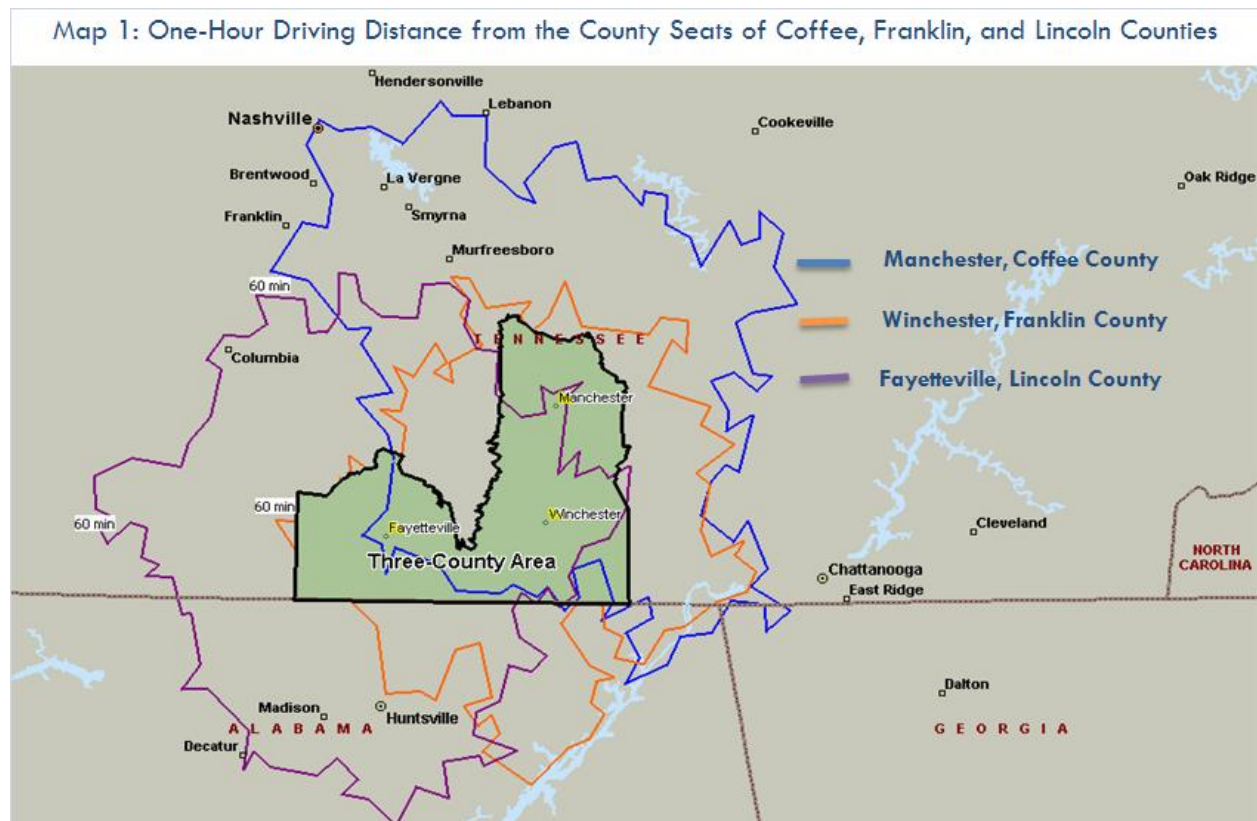 Map 1: One-Hour Driving Distance from the County Seats of Coffee, Franklin, and Lincoln Counties
Hendersonville
Lebanon
Nashville
Cookeville
Brentwood
La Vergne
Oak Ridge
Smyrna
Franklin
Murfreesboro
Manchester, Coffee County
60 min
Winchester, Franklin County
TENNESSEE
Columbia
Fayetteville, Lincoln County
Manchester
60 min
60 min
Fayetteville
Winchester
Cleveland
Three-County Area
NORTH
CAROLINA
Chattanooga
East Ridge
Dalton
Madison
Huntsville
ALABAMA
GEORGIA
Decatur